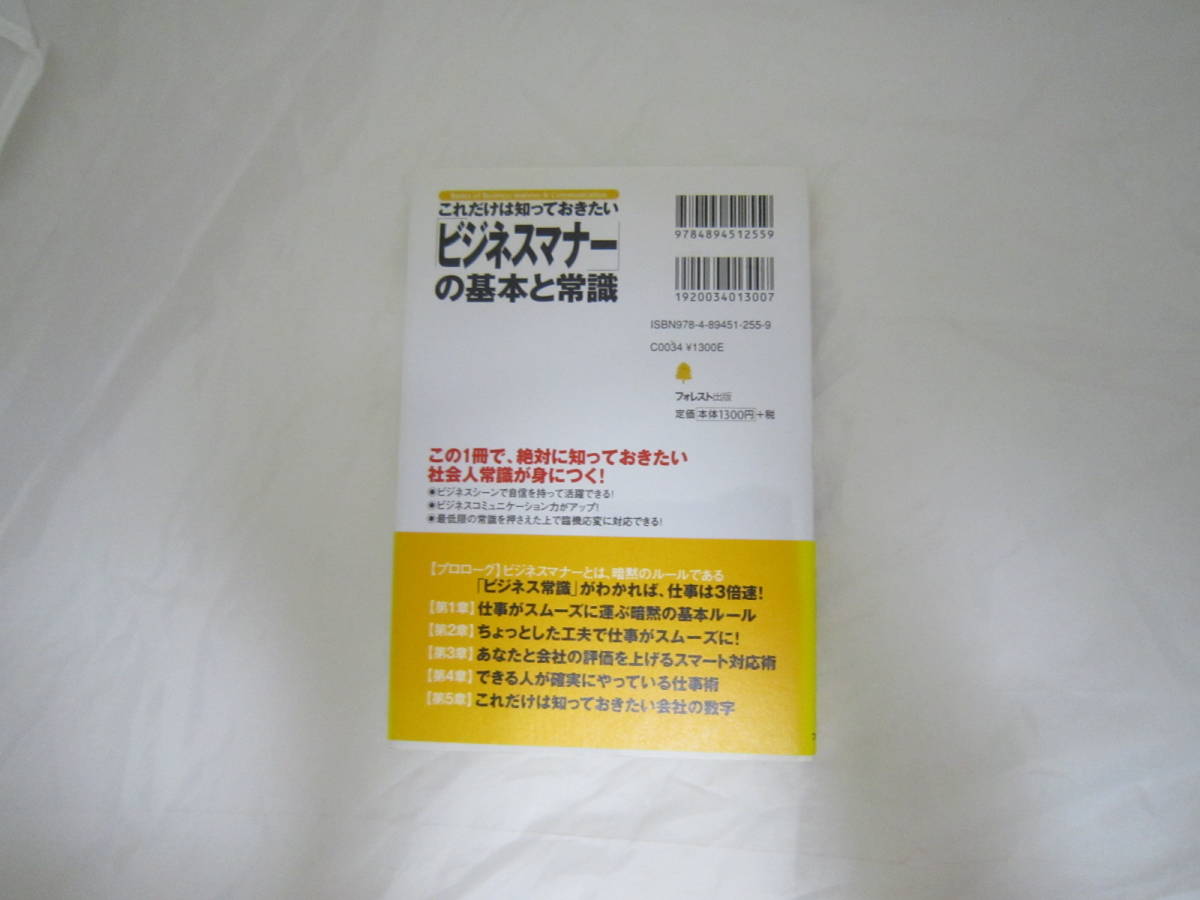 これだけは知っておきたい
「ビジネスマナー」
の基本と常識
9784894512559
1920034013007
ISBN978-4-89451-255-9
C0034 ¥1300E
フォレスト出版
定価 本体1300円 +税
この1冊で、絶対に知っておきたい
社会人常識が身につく!
●ビジネスシーンで自信を持って活躍できる!
●ビジネスコミュニケーション力がアップ!
●最低限の常識を押さえた上で臨機応変に対応できる!
【プロローグ】ビジネスマナーとは、暗黙のルールである
「ビジネス常識」がわかれば、仕事は3倍速!
【第1章】仕事がスムーズに運ぶ暗黙の基本ルール
【第2章】ちょっとした工夫で仕事がスムーズに!
【第3章】あなたと会社の評価を上げるスマート対応術
【第4章】できる人が確実にやっている仕事術
【第5章】これだけは知っておきたい会社の数字